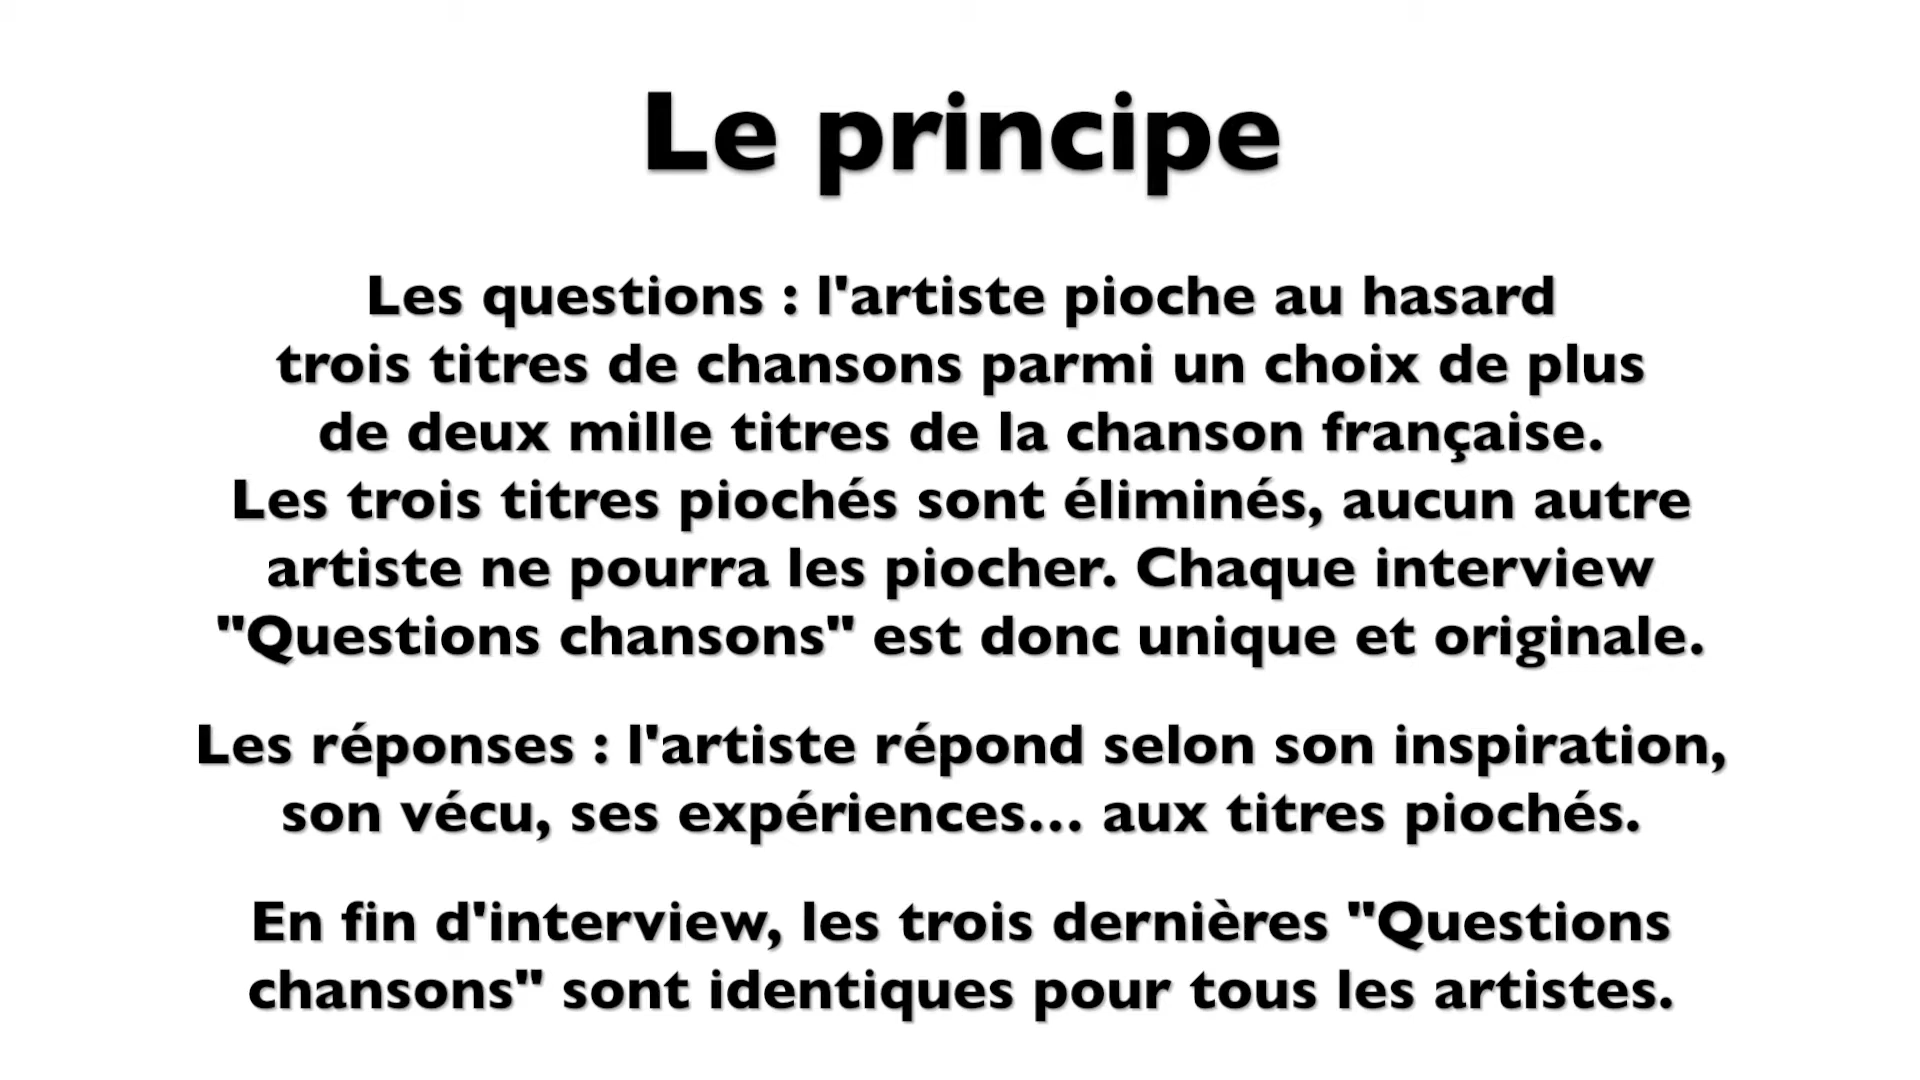 Le principe
Les questions : l'artiste pioche au hasard
trois titres de chansons parmi un choix de plus
de deux mille titres de la chanson française.
Les trois titres piochés sont éliminés, aucun autre
artiste ne pourra les piocher. Chaque interview
"Questions chansons" est donc unique et originale.
Les réponses : l'artiste répond selon son inspiration,
son vécu, ses expériences... aux titres piochés.
En fin d'interview, les trois dernières "Questions
chansons" sont identiques pour tous les artistes.